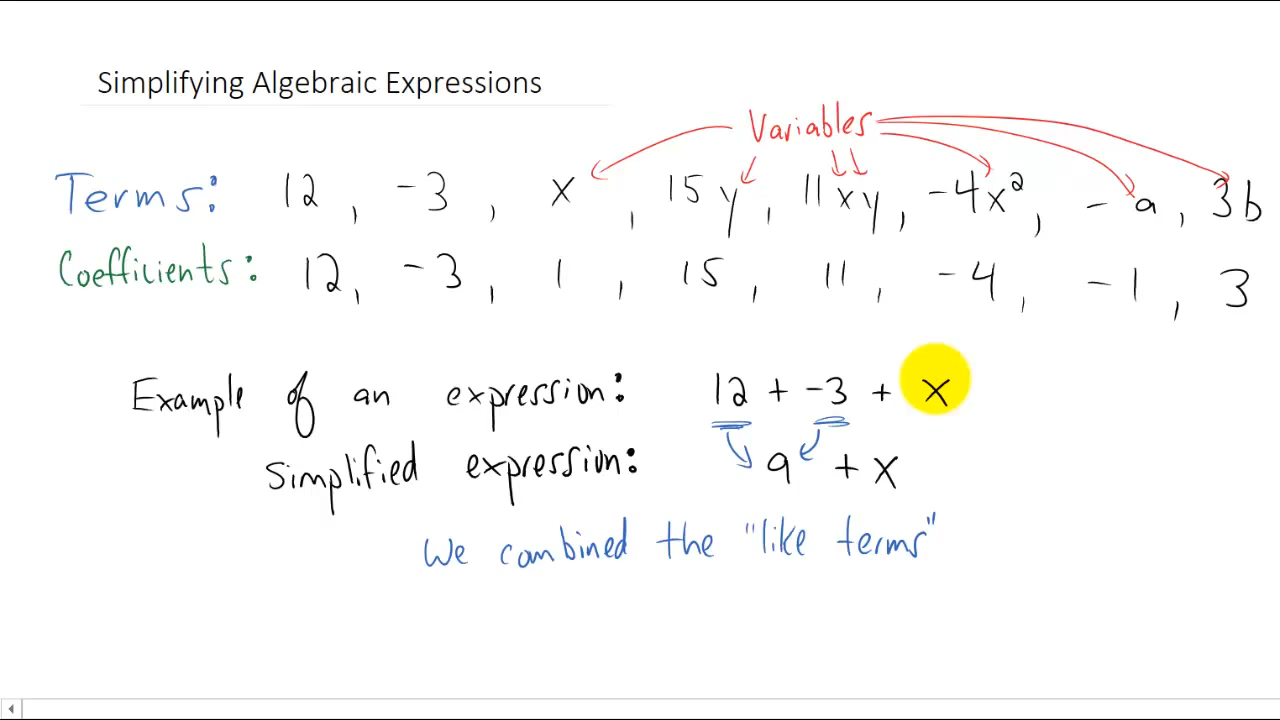 Simplifying Algebraic Expressions
Variables
Terms: 12, -3, x, 15y, 11xy, -4x², -a, 3b
Coefficients: 12, -3, 1, 15, 11, -4, -1, 3
Example of an expression: 12 + -3 + x
Simplified expression: 9 + x
We combined the "like terms"